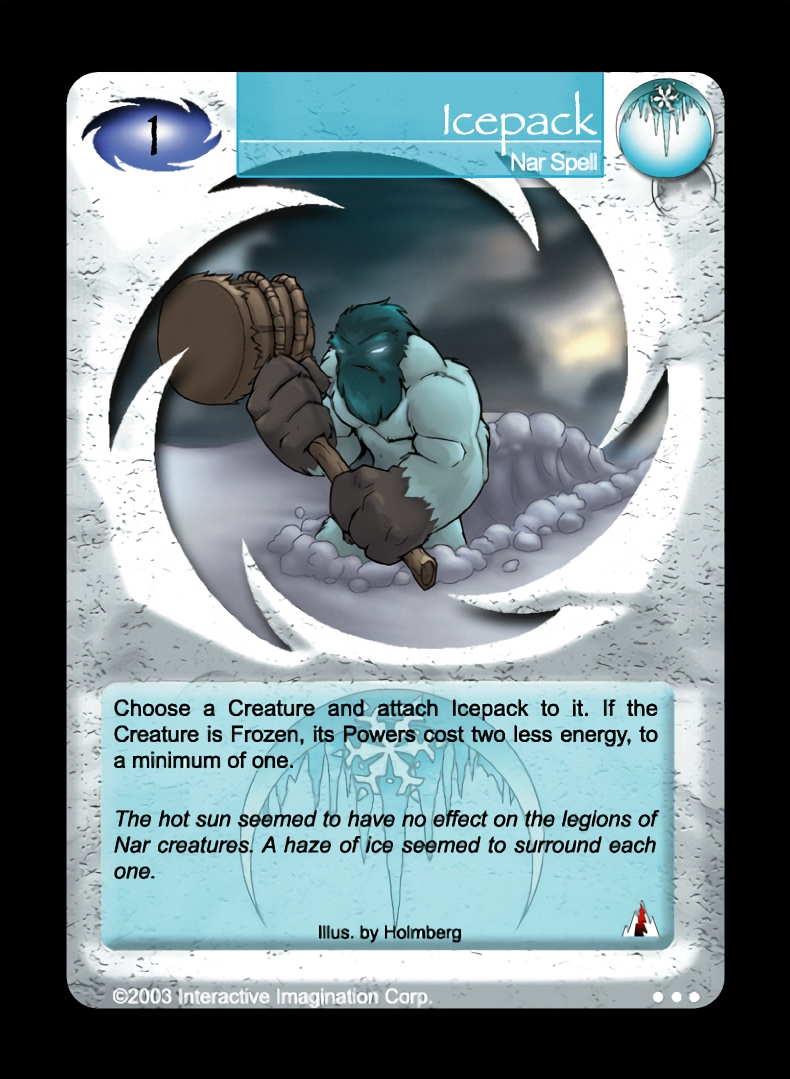 1
Icepack
Nar Spell
Choose a Creature and attach Icepack to it. If the
Creature is Frozen, its Powers cost two less energy, to
a minimum of one.
The hot sun seemed to have no effect on the legions of
Nar creatures. A haze of ice seemed to surround each
one.
Illus. by Holmberg
©2003 Interactive Imagination Corp.